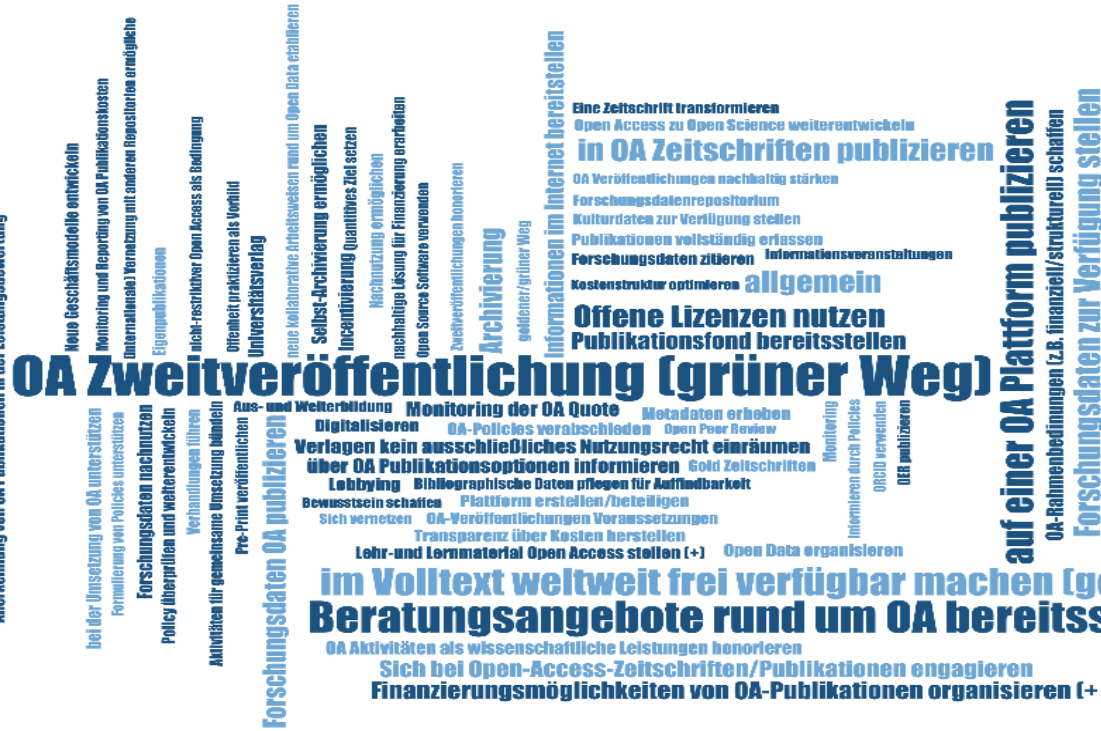 Neue Geschäftsmodelle entwickeln
Monitoring und Reporting von OA Publikationskosten
(Internationale) Vernetzung mit anderen Repositorien ermögliche
Eigenpublikationen
nicht-restriktiver Open Access als Bedingung
Offenheit praktizieren als Vorbild
Universitätsverlag
neue kollaborative Arbeitsweisen rund um Open Data etablieren
Selbst-Archivierung ermöglichen
Incentivierung Quantitives Ziel setzen
Nachnutzung ermöglichen
nachhaltige Lösung für Finanzierung erarbeiten
Open Source Software verwenden
Zweitveröffentlichungen honorieren
Archivierung
goldener/grüner Weg
Informationen im Internet bereitstellen
Eine Zeitschrift transformieren
Open Access zu Open Science weiterentwickeln
in OA Zeitschriften publizieren
OA Veröffentlichungen nachhaltig stärken
Forschungsdatenrepositorium
Kulturdaten zur Verfügung stellen
Publikationen vollständig erfassen
Forschungsdaten zitieren
Informationsveranstaltungen
Kostenstruktur optimieren
allgemein
Offene Lizenzen nutzen
Publikationsfond bereitsstellen
OA Zweitveröffentlichung (grüner Weg)
auf einer OA Plattform publizieren
OA-Rahmenbedingungen (z.B. finanziell/strukturell) schaffen
Forschungsdaten zur Verfügung stellen
bei der Umsetzung von OA unterstützen
Formulierung von Policies unterstütze
Forschungsdaten nachnutzen
Policy überprüfen und weiterentwickeln
Verhandlungen führen
Aktivitäten für gemeinsame Umsetzung bündeln
Pre-Print veröffentlichen
Forschungsdaten OA publizieren
Aus- und Weiterbildung
Monitoring der OA Quote
Metadaten erheben
Digitalisieren
OA-Policies verabschieden
Open Peer Review
Verlagen kein ausschließliches Nutzungsrecht einräumen
über OA Publikationsoptionen informieren
Gold Zeitschriften
Lobbying
Bibliographische Daten pflegen für Auffindbarkeit
Bewusstsein schaffen
Plattform erstellen/beteiligen
Sich vernetzen
OA-Veröffentlichungen Voraussetzungen
Transparenz über Kosten herstellen
Lehr-und Lernmaterial Open Access stellen (+)
Open Data organisieren
Monitoring
Informieren durch Policies
ORCID verwenden
OER publizieren
im Volltext weltweit frei verfügbar machen (g
Beratungsangebote rund um OA bereitss
OA Aktivitäten als wissenschaftliche Leistungen honorieren
Sich bei Open-Access-Zeitschriften/Publikationen engagieren
Finanzierungsmöglichkeiten von OA-Publikationen organisieren (+